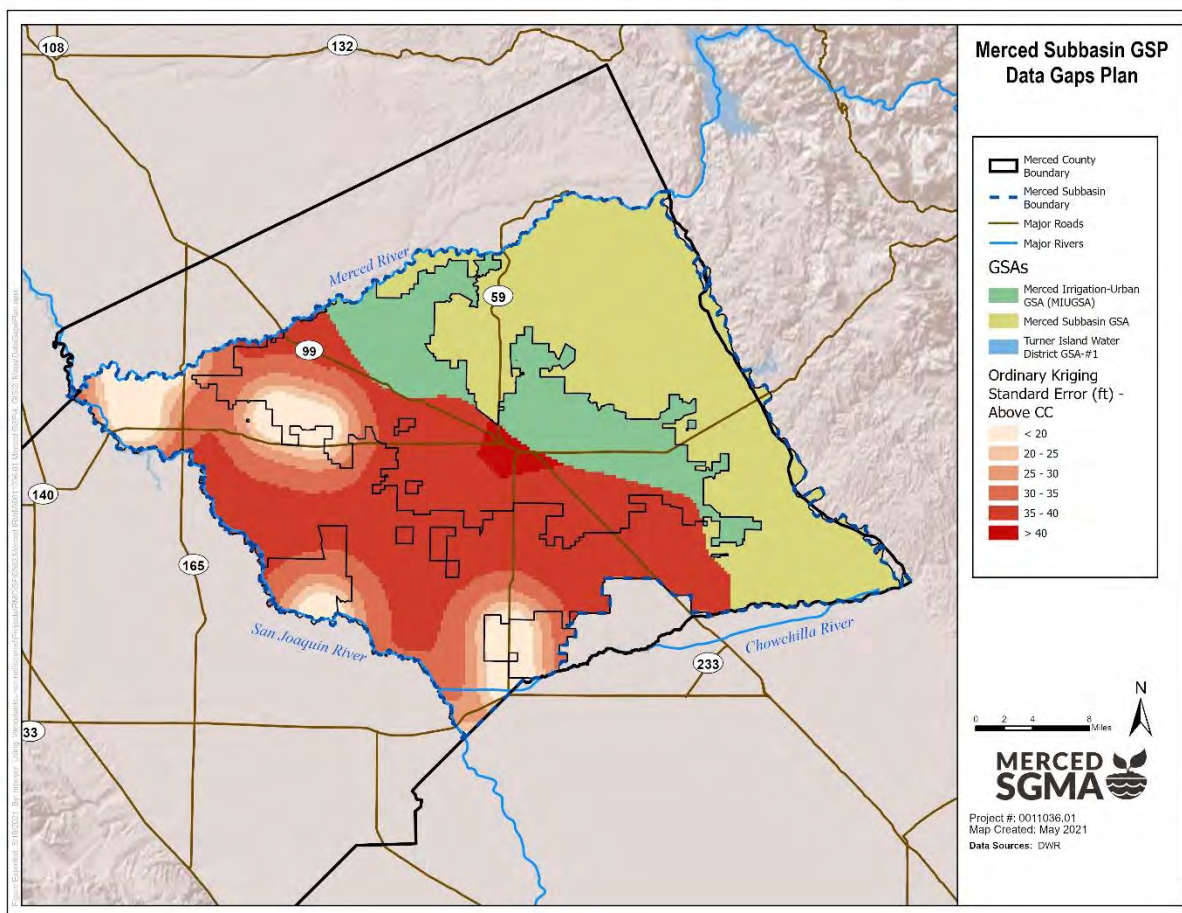 Merced Subbasin GSP
Data Gaps Plan
Merced County
Boundary
Merced Subbasin
Boundary
Major Roads
Major Rivers
GSAs
Merced Irrigation-Urban
GSA (MIUGSA)
Merced Subbasin GSA
Turner Island Water
District GSA-#1
Ordinary Kriging
Standard Error (ft) -
Above CC
< 20
20 - 25
25 - 30
30 - 35
35 - 40
> 40
N
0 2 4 8
Miles
MERCED
SGMA
Project #: 0011036.01
Map Created: May 2021
Data Sources: DWR
108
132
Merced River
59
99
140
165
San Joaquin River
Chowchilla River
233
33